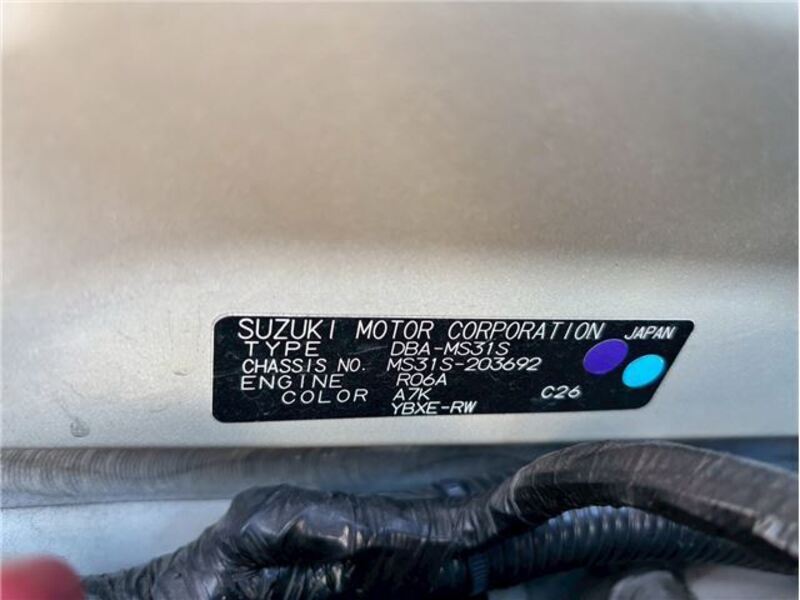 SUZUKI MOTOR CORPORATION JAPAN
TYPE DBA-MS31S
CHASSIS NO. MS31S-203692
ENGINE R06A
COLOR A7K C26
YBXE-RW